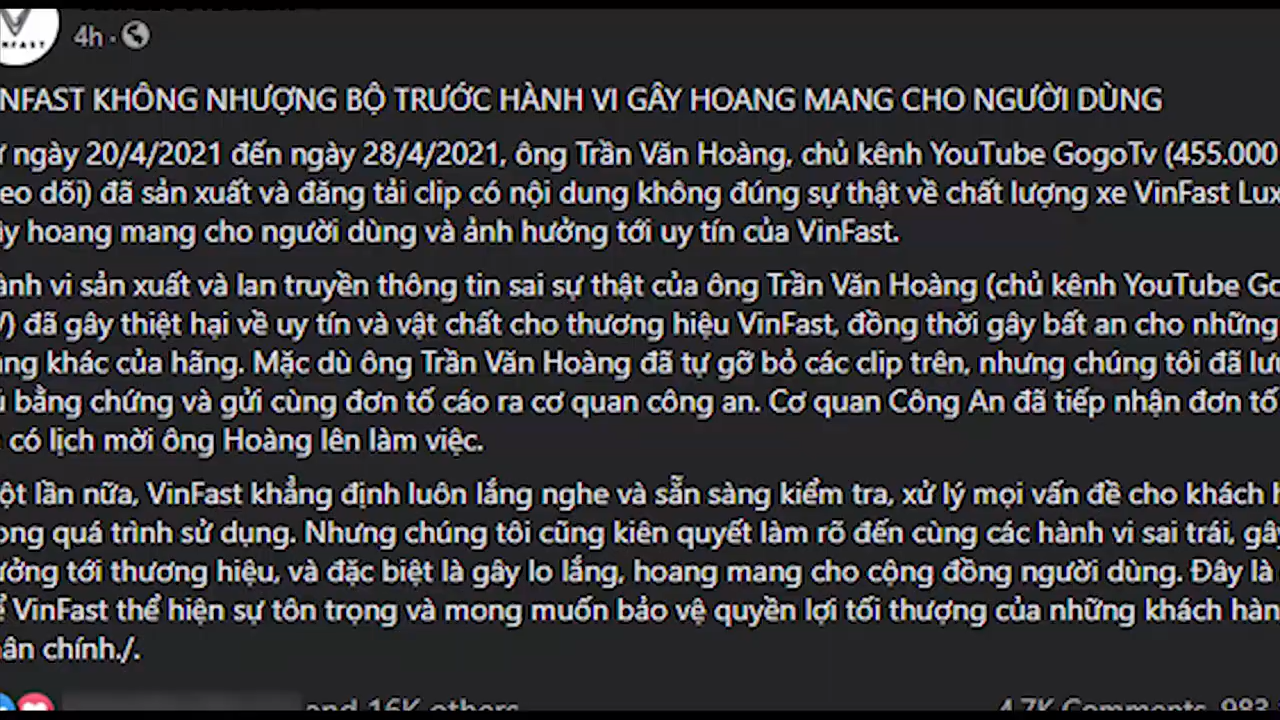 NFAST
4h ·
NFAST KHÔNG NHƯỢNG BỘ TRƯỚC HÀNH VI GÂY HOANG MANG CHO NGƯỜI DÙNG
ngày 20/4/2021 đến ngày 28/4/2021, ông Trần Văn Hoàng, chủ kênh YouTube GogoTv (455.000
eo dõi) đã sản xuất và đăng tải clip có nội dung không đúng sự thật về chất lượng xe VinFast Lux
ây hoang mang cho người dùng và ảnh hưởng tới uy tín của VinFast.
ành vi sản xuất và lan truyền thông tin sai sự thật của ông Trần Văn Hoàng (chủ kênh YouTube Go
) đã gây thiệt hại về uy tín và vật chất cho thương hiệu VinFast, đồng thời gây bất an cho những
ng khác của hãng. Mặc dù ông Trần Văn Hoàng đã tự gỡ bỏ các clip trên, nhưng chúng tôi đã lưu
bằng chứng và gửi cùng đơn tố cáo ra cơ quan công an. Cơ quan Công An đã tiếp nhận đơn tố
có lịch mời ông Hoàng lên làm việc.
ột lần nữa, VinFast khẳng định luôn lắng nghe và sẵn sàng kiểm tra, xử lý mọi vấn đề cho khách h
ong quá trình sử dụng. Nhưng chúng tôi cũng kiên quyết làm rõ đến cùng các hành vi sai trái, gây
ưởng tới thương hiệu, và đặc biệt là gây lo lắng, hoang mang cho cộng đồng người dùng. Đây là
ể VinFast thể hiện sự tôn trọng và mong muốn bảo vệ quyền lợi tối thượng của những khách hàn
ân chính./.
and 16K others
4.7K Comments 983